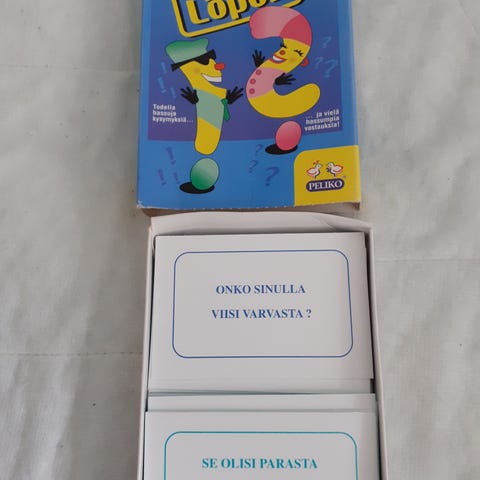 Todella
hassuja
kysymyksiä...
... ja vielä
hassumpia
vastauksia!
PELIKO
ONKO SINULLA
VIISI VARVASTA ?
SE OLISI PARASTA